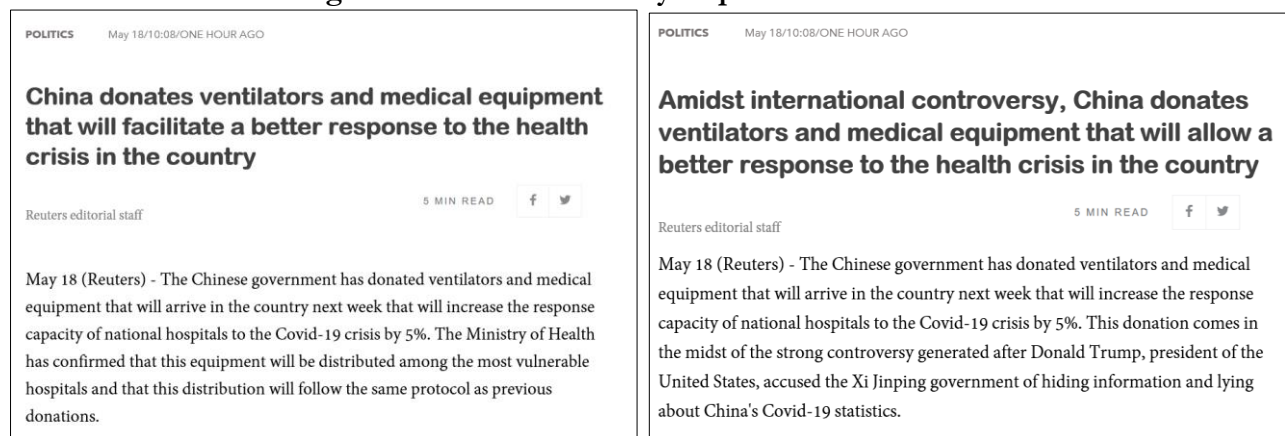 POLITICS May 18/10:08/ONE HOUR AGO
China donates ventilators and medical equipment
that will facilitate a better response to the health
crisis in the country
5 MIN READ
Reuters editorial staff
May 18 (Reuters) - The Chinese government has donated ventilators and medical
equipment that will arrive in the country next week that will increase the response
capacity of national hospitals to the Covid-19 crisis by 5%. The Ministry of Health
has confirmed that this equipment will be distributed among the most vulnerable
hospitals and that this distribution will follow the same protocol as previous
donations.
POLITICS May 18/10:08/ONE HOUR AGO
Amidst international controversy, China donates
ventilators and medical equipment that will allow a
better response to the health crisis in the country
5 MIN READ
Reuters editorial staff
May 18 (Reuters) - The Chinese government has donated ventilators and medical
equipment that will arrive in the country next week that will increase the response
capacity of national hospitals to the Covid-19 crisis by 5%. This donation comes in
the midst of the strong controversy generated after Donald Trump, president of the
United States, accused the Xi Jinping government of hiding information and lying
about China's Covid-19 statistics.